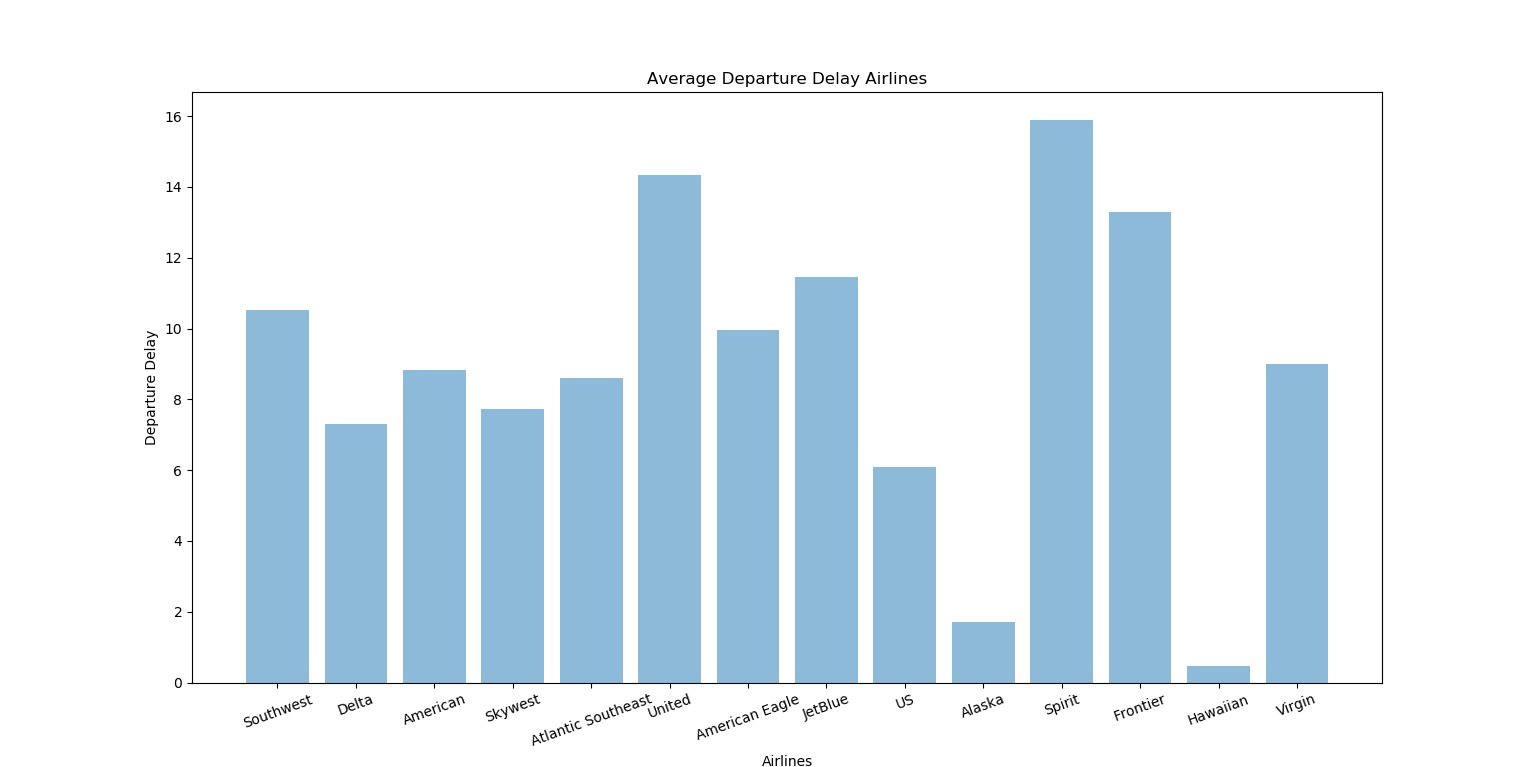 Average Departure Delay Airlines
16
14
12
10
8
6
4
2
0
Departure Delay
Southwest
Delta
American
Skywest
Atlantic Southeast
United
American Eagle
JetBlue
US
Alaska
Spirit
Frontier
Hawaiian
Virgin
Airlines